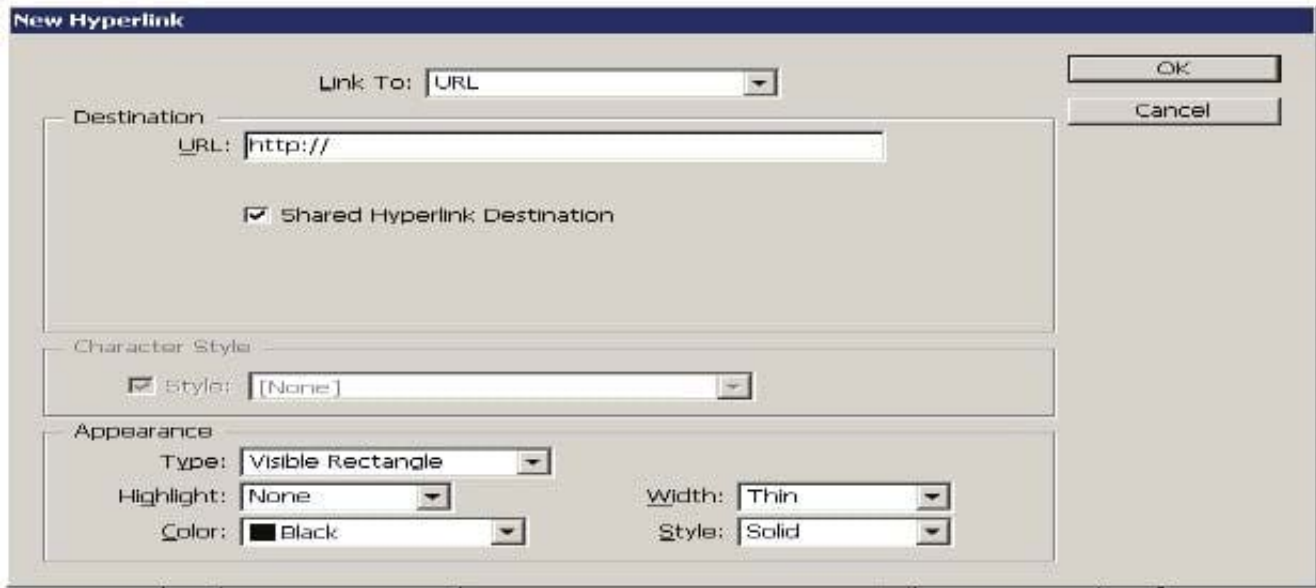 New Hyperlink
Link To: URL
OK
Cancel
Destination
URL: http://
Shared Hyperlink Destination
Character Style
Style: [None]
Appearance
Type: Visible Rectangle
Highlight: None
Width: Thin
Color: Black
Style: Solid